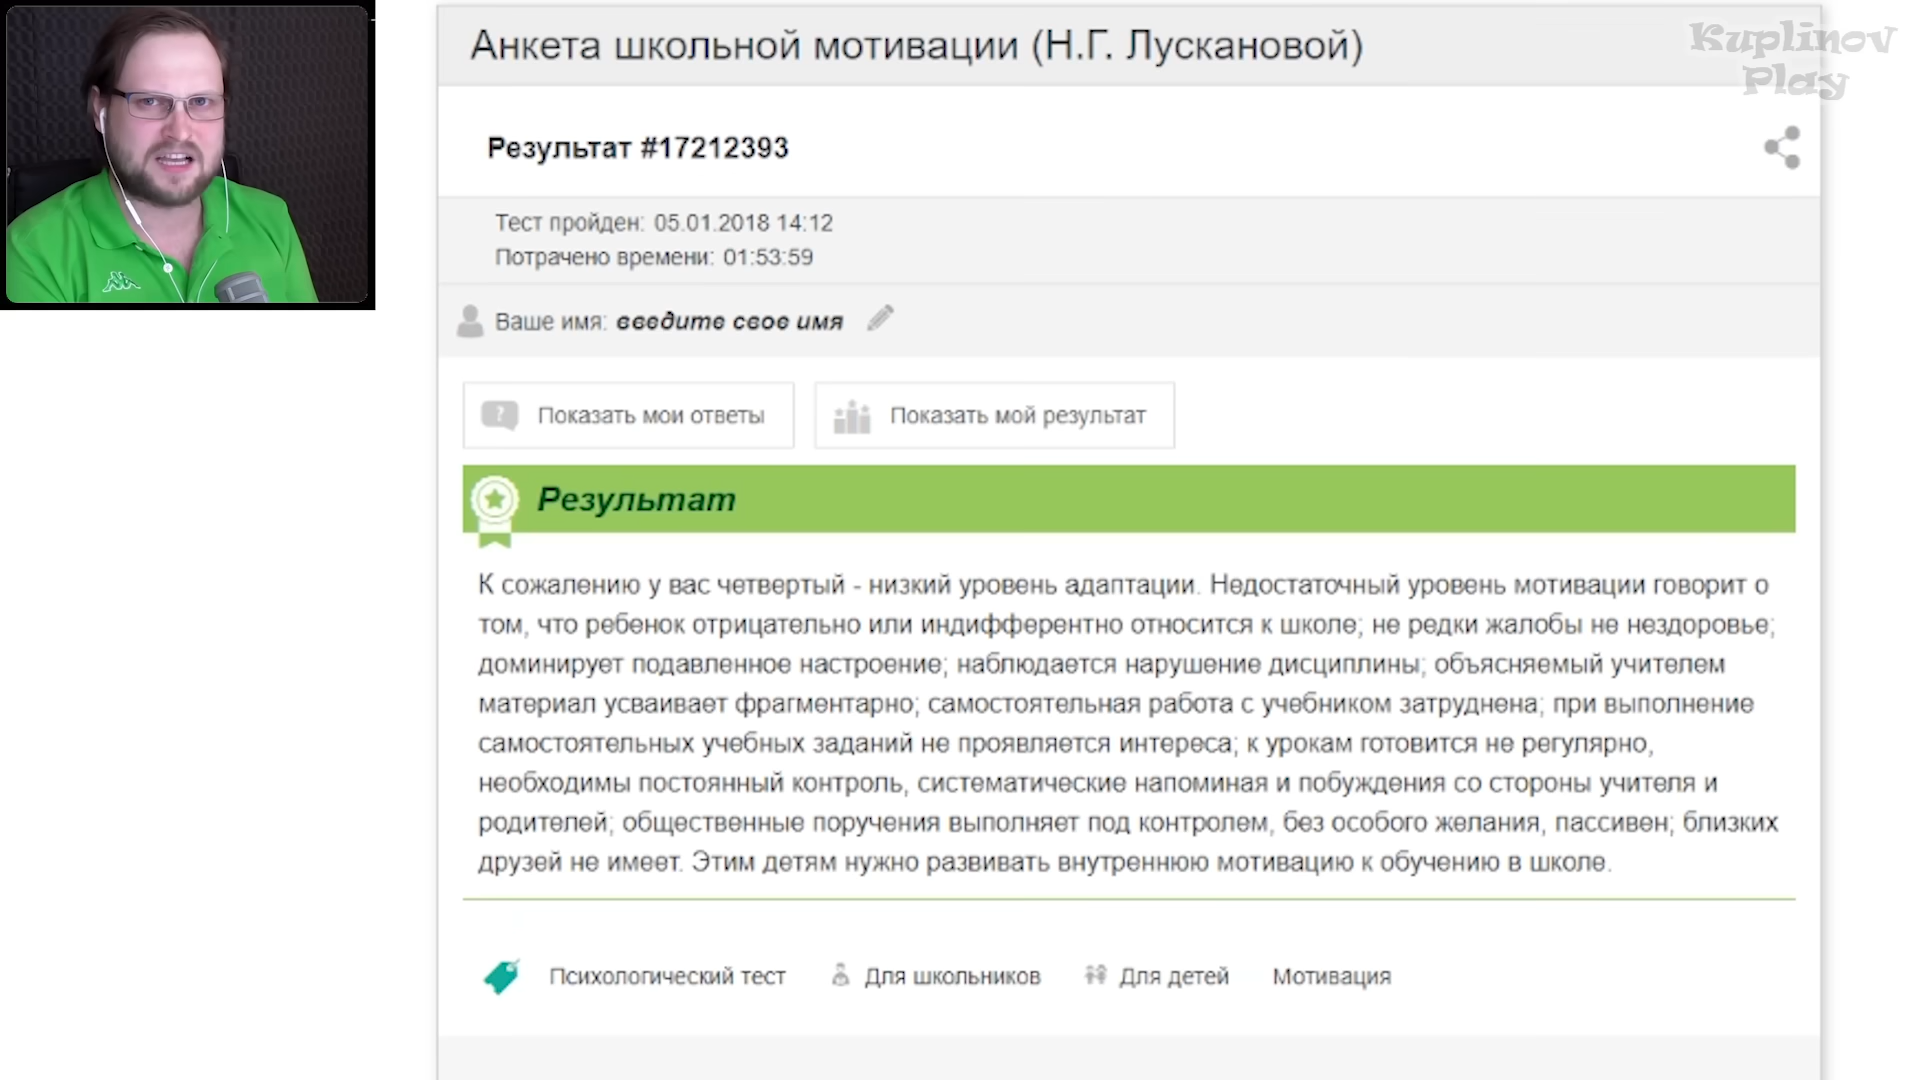 Kuplinov
Play
Анкета школьной мотивации (Н.Г. Лускановой)
Результат #17212393
Тест пройден: 05.01.2018 14:12
Потрачено времени: 01:53:59
Ваше имя: введите свое имя
Показать мои ответы
Показать мой результат
Результат
К сожалению у вас четвертый - низкий уровень адаптации. Недостаточный уровень мотивации говорит о
том, что ребенок отрицательно или индифферентно относится к школе; не редки жалобы не нездоровье;
доминирует подавленное настроение; наблюдается нарушение дисциплины; объясняемый учителем
материал усваивает фрагментарно; самостоятельная работа с учебником затруднена; при выполнение
самостоятельных учебных заданий не проявляется интереса; к урокам готовится не регулярно,
необходимы постоянный контроль, систематические напоминая и побуждения со стороны учителя и
родителей; общественные поручения выполняет под контролем, без особого желания, пассивен; близких
друзей не имеет. Этим детям нужно развивать внутреннюю мотивацию к обучению в школе.
Психологический тест Для школьников Для детей Мотивация